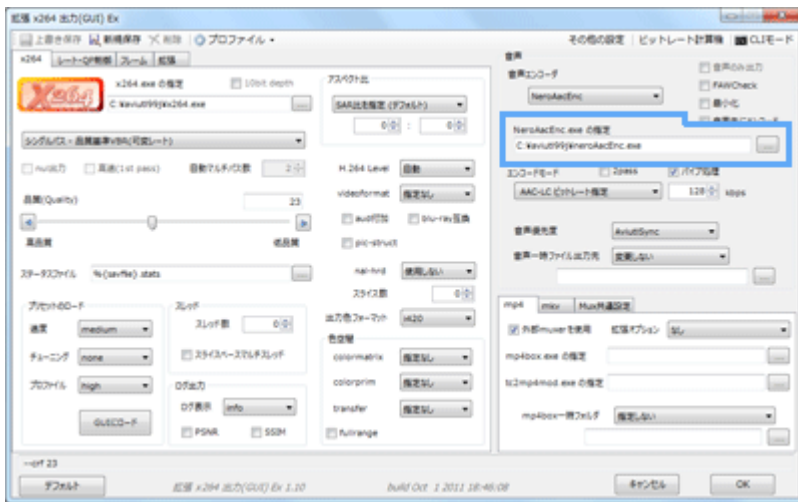 拡張 x264 出力(GUI) Ex
上書き保存 新規保存 削除 プロファイル
その他の設定 ビットレート計算機 CLIモード
x264 レート・QP制御 フレーム 拡張
x264
x264.exe の指定
10bit depth
C:¥aviutl99j¥x264.exe
...
シングルパス - 品質基準VBR(可変レート)
nul出力 高速(1st pass) 自動マルチパス数 2
品質(Quality) 23
高品質 低品質
ステータスファイル %{savfile}.stats ...
プリセットのロード
速度 medium
チューニング none
プロファイル high
GUIにロード
スレッド
スレッド数 0
スライスベースマルチスレッド
ログ出力
ログ表示 info
PSNR SSIM
アスペクト比
SAR比を指定 (デフォルト)
0 : 0
H.264 Level 自動
videoformat 指定なし
aud付加 blu-ray互換
pic-struct
nal-hrd 使用しない
スライス数 0
出力色フォーマット i420
色空間
colormatrix 指定なし
colorprim 指定なし
transfer 指定なし
fullrange
音声
音声エンコーダ
NeroAacEnc
音声のみ出力
FAWCheck
最小化
NeroAacEnc.exe の指定
C:¥aviutl99j¥neroAacEnc.exe
...
エンコードモード 2pass パイプ処理
AAC-LC ビットレート指定 128 kbps
音声優先度 AviutlSync
音声一時ファイル出力先 変更しない
...
mp4 mkv Mux共通設定
外部muxerを使用 拡張オプション なし
mp4box.exe の指定 ...
tc2mp4mod.exe の指定 ...
mp4box一時フォルダ 指定しない
...
--crf 23
デフォルト 拡張 x264 出力(GUI) Ex 1.10 build Oct 1 2011 18:46:08 キャンセル OK